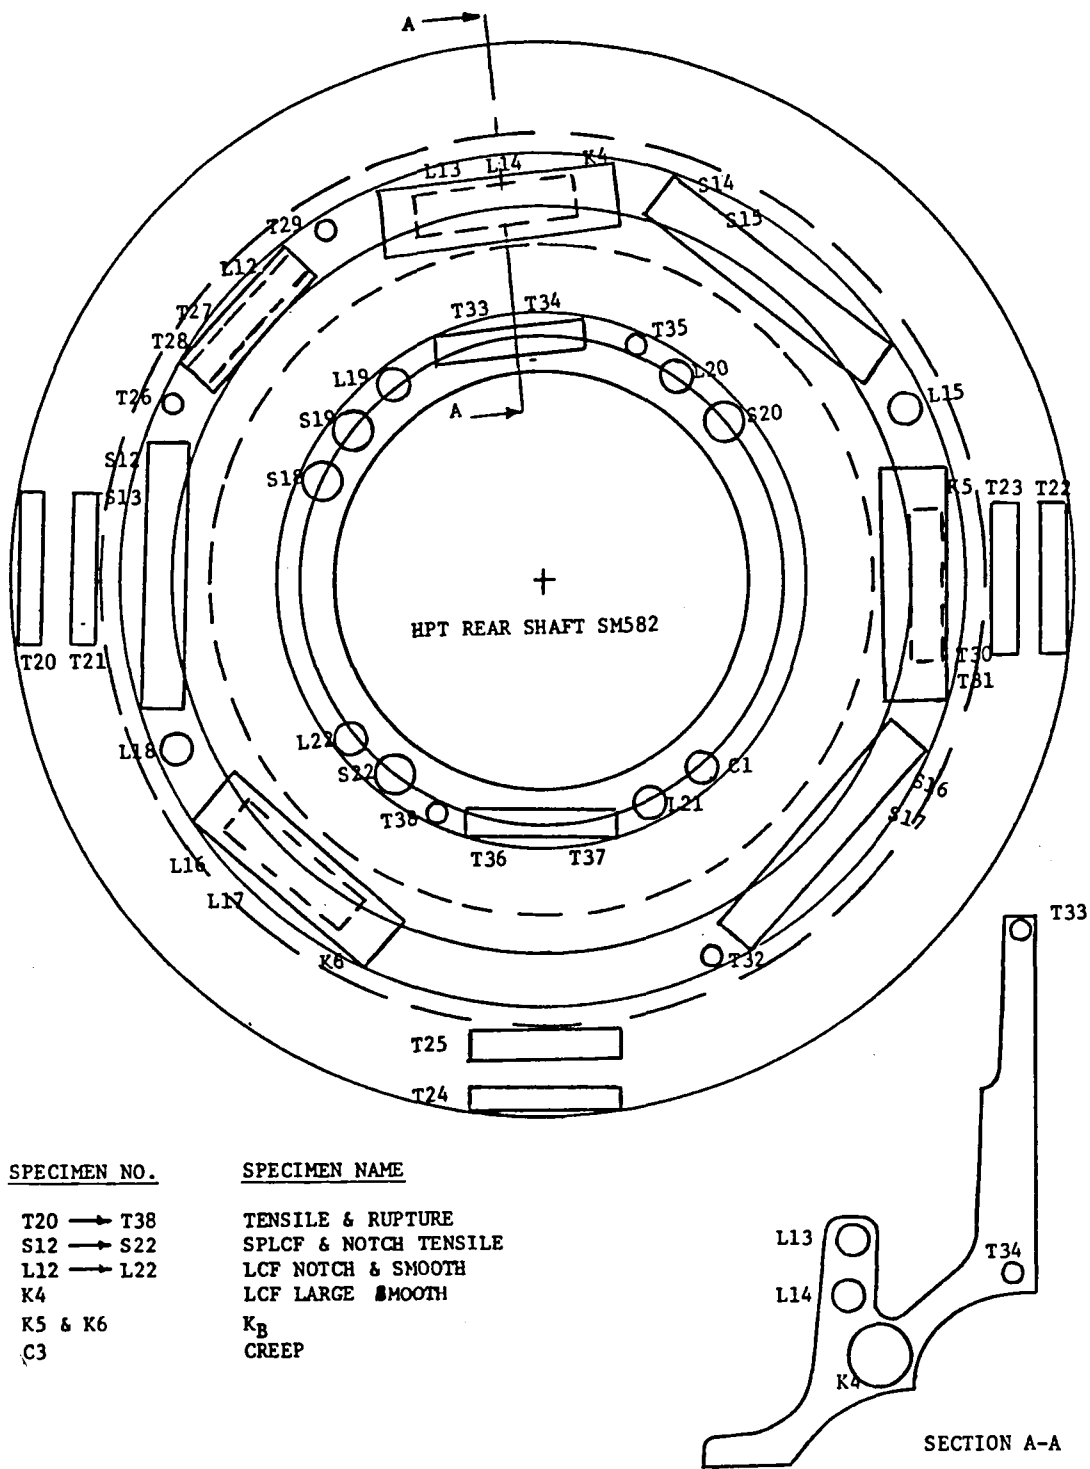 A
L13 L14 K4
S14
S15
T29
L12
T27
T28
T33 T34
T35
L19
L20
T26
A
L15
S19
S20
S12
S18
S13
K5 T23 T22
HPT REAR SHAFT SM582
T20 T21
T30
T31
L18
L22
S22
C1
S16
L21
S17
T38
T36 T37
L16
L17
K6
T32
T33
T25
T24
SPECIMEN NO. SPECIMEN NAME
T20 → T38 TENSILE & RUPTURE
S12 → S22 SPLCF & NOTCH TENSILE
L12 → L22 LCF NOTCH & SMOOTH
K4 LCF LARGE SMOOTH
K5 & K6 KB
C3 CREEP
L13
T34
L14
K4
SECTION A-A